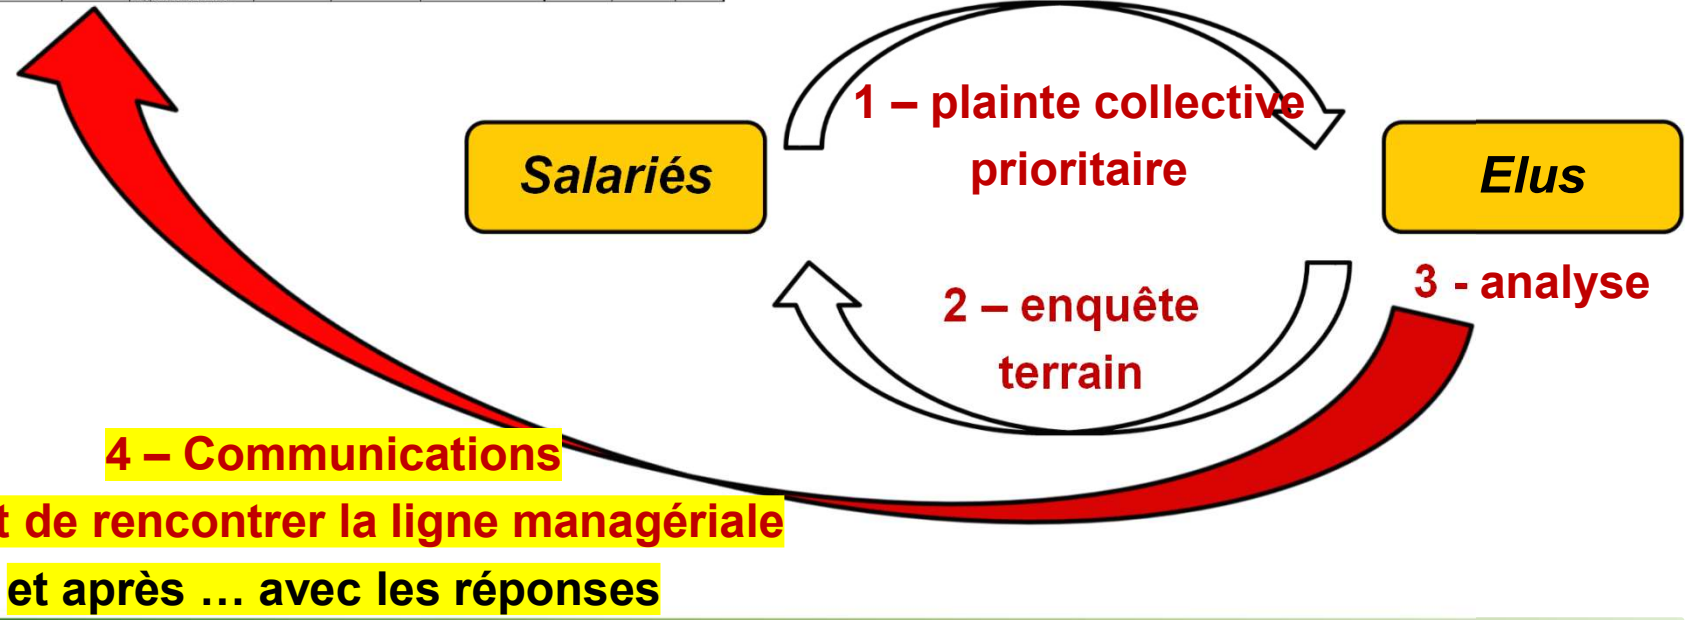 1 – plainte collective
prioritaire
Salariés
Elus
2 – enquête
terrain
3 - analyse
4 – Communications
de rencontrer la ligne managériale
et après … avec les réponses